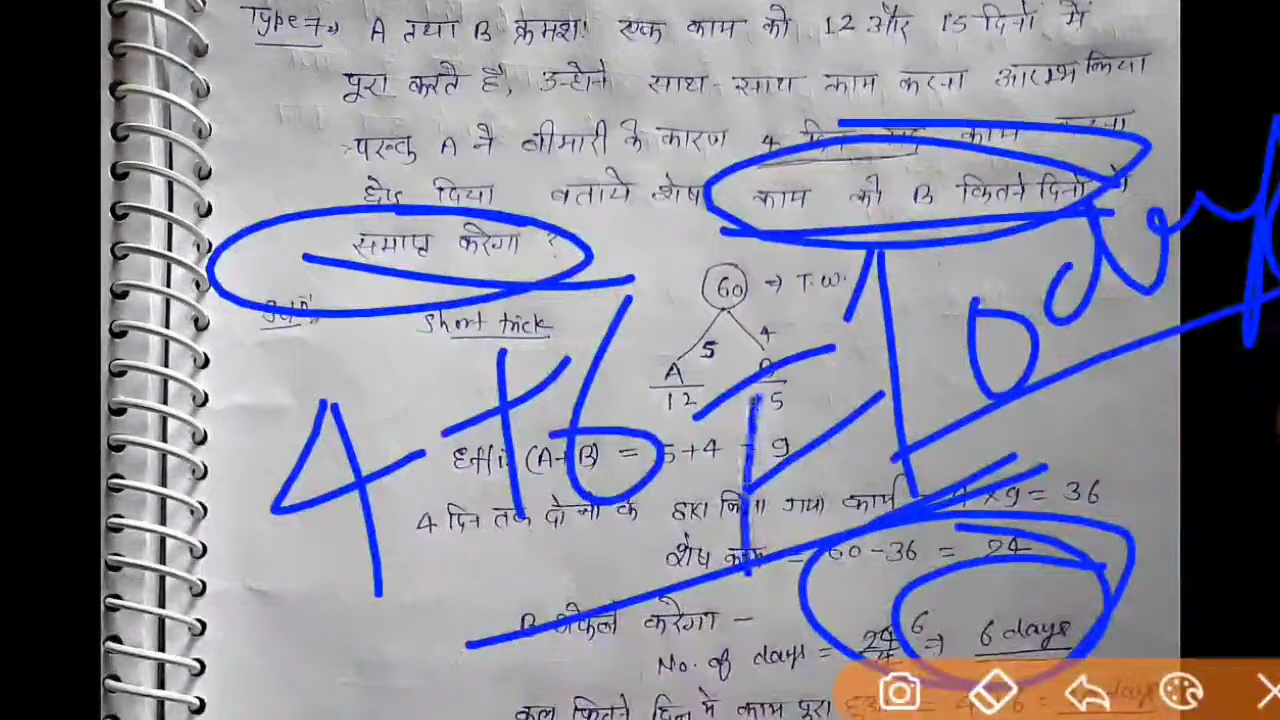 Type 7⇒ A तथा B क्रमशः एक काम को 12 और 15 दिनों में
पूरा करते है, उन्होने साथ-साथ काम करना आरम्भ किया
परन्तु A ने बीमारी के कारण 4 दिन काम
छोड़ दिया बताये शेष काम को B कितने दिनों में
समाप्त करेगा ?
60 ⇒ T.W.
Short trick
5 4
A B
12 15
Effi. (A+B) = 5+4 = 9
4 दिन तक दोनों के द्वारा किया गया कार्य = 4×9 = 36
शेष काम = 60-36 = 24
B अकेले करेगा -
No. of days = 24/4 6 ⇒ 6 days
कुल कितने दिन में काम पूरा
4+6 = 10 days